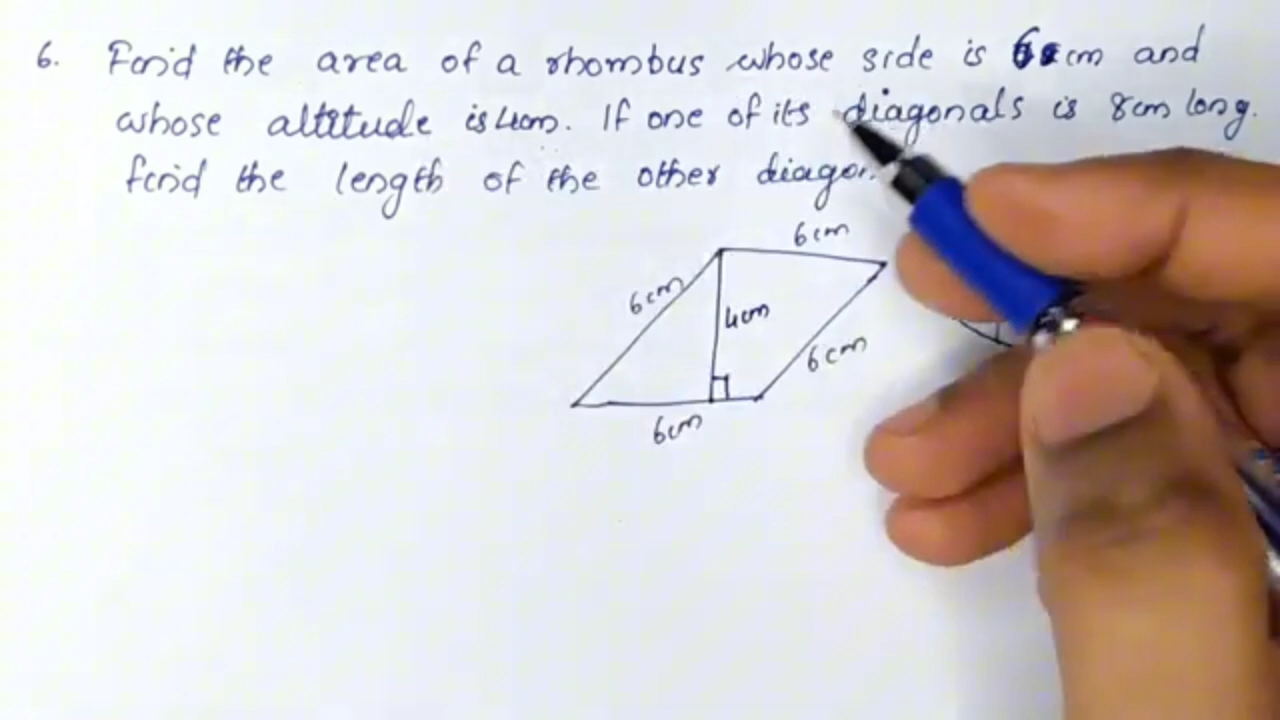 6. Find the area of a rhombus whose side is 6 cm and
whose altitude is 4cm. If one of its diagonals is 8cm long.
find the length of the other
6cm
6cm
4cm
6cm
6cm